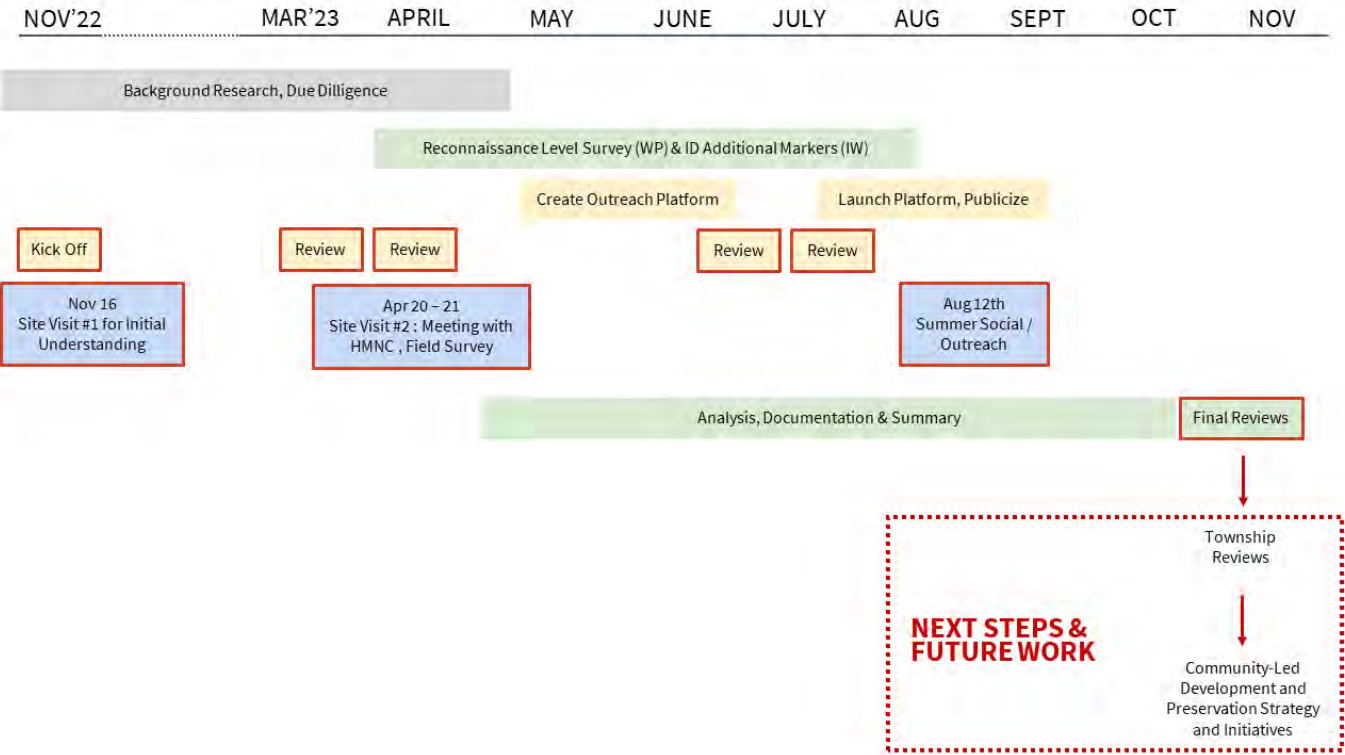 NOV’22 MAR’23 APRIL MAY JUNE JULY AUG SEPT OCT NOV
Background Research, Due Dilligence
Reconnaissance Level Survey (WP) & ID Additional Markers (IW)
Create Outreach Platform
Launch Platform, Publicize
Kick Off
Review
Review
Review
Review
Nov 16
Site Visit #1 for Initial
Understanding
Apr 20 – 21
Site Visit #2 : Meeting with
HMNC , Field Survey
Aug 12th
Summer Social /
Outreach
Analysis, Documentation & Summary
Final Reviews
Township
Reviews
NEXT STEPS &
FUTURE WORK
Community-Led
Development and
Preservation Strategy
and Initiatives